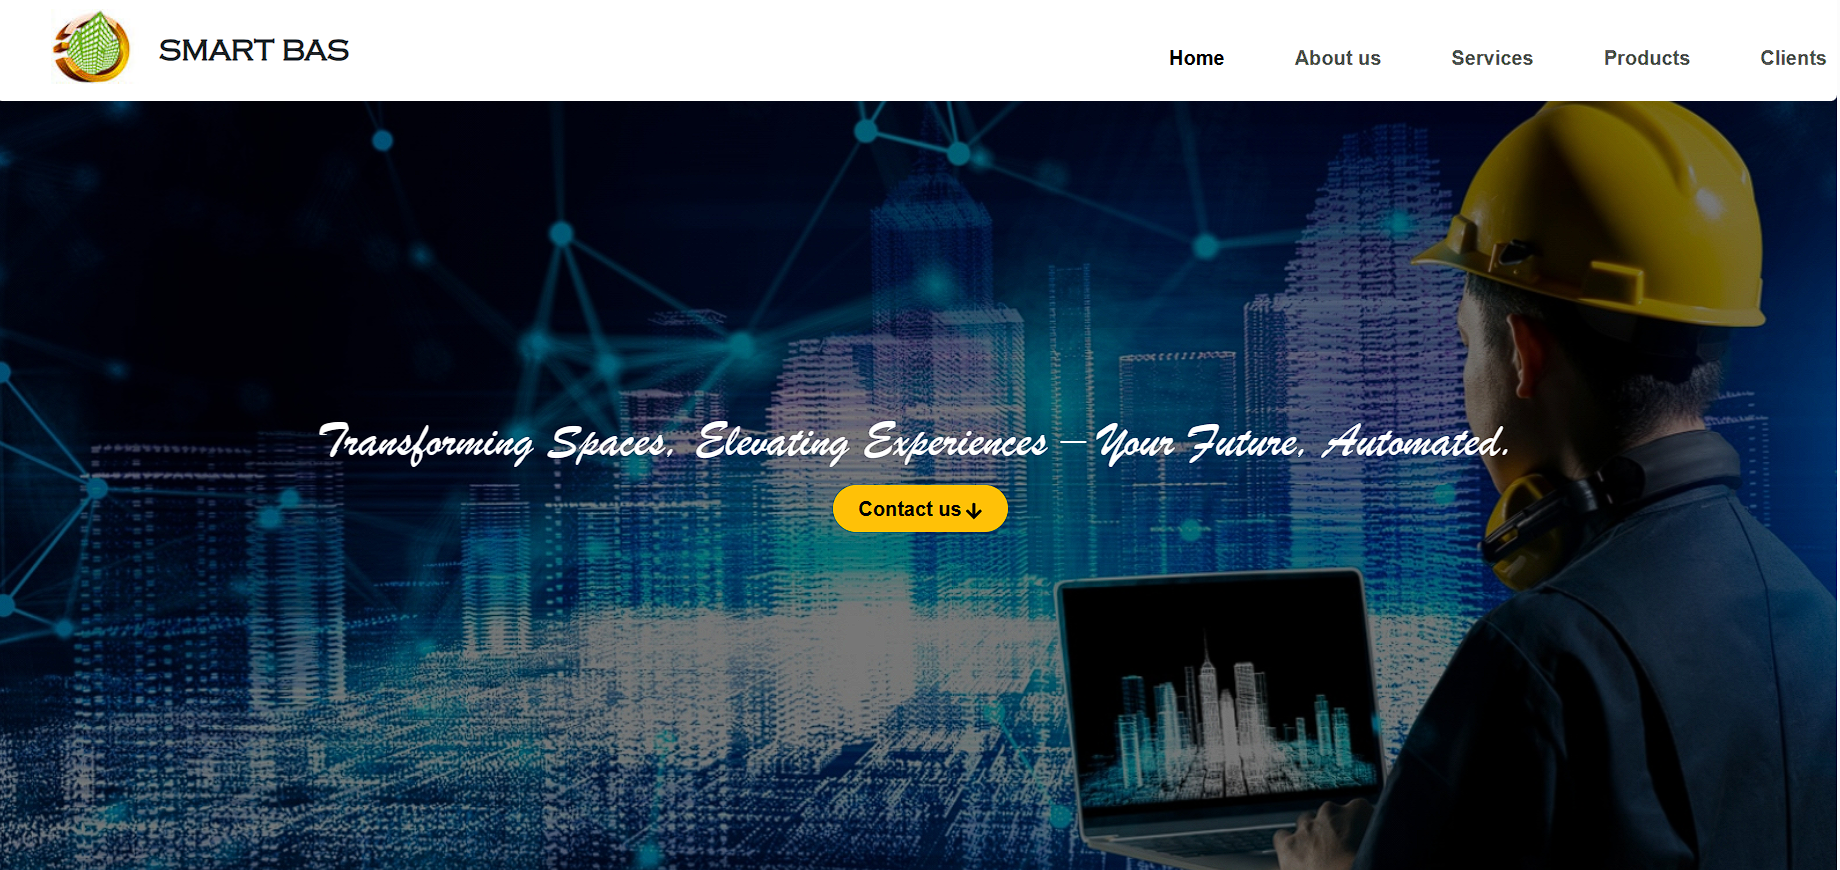 SMART BAS
Home About us Services Products Clients
Transforming Spaces, Elevating Experiences – Your Future, Automated.
Contact us